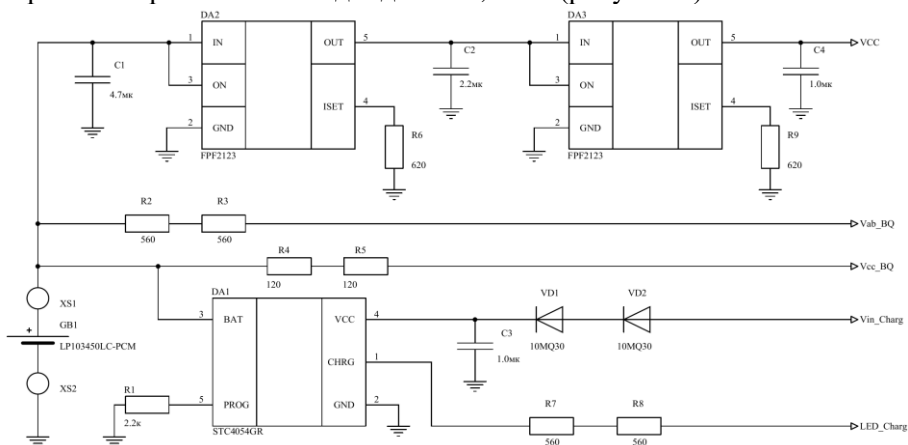 DA2
DA3
1 IN OUT 5
1 IN OUT 5 VCC
C1
4.7мк
3 ON
C2
2.2мк
3 ON
C4
1.0мк
ISET 4
ISET 4
2 GND
R6
620
2 GND
R9
620
FPF2123
FPF2123
R2 R3
560 560
Vab_BQ
R4 R5
120 120
Vcc_BQ
XS1
DA1
3 BAT VCC 4
VD1 VD2
10MQ30 10MQ30
Vin_Charg
+ GB1
LP103450LC-PCM
C3
1.0мк
CHRG 1
XS2
R1
2.2к
5 PROG GND 2
STC4054GR
R7 R8
560 560
LED_Charg